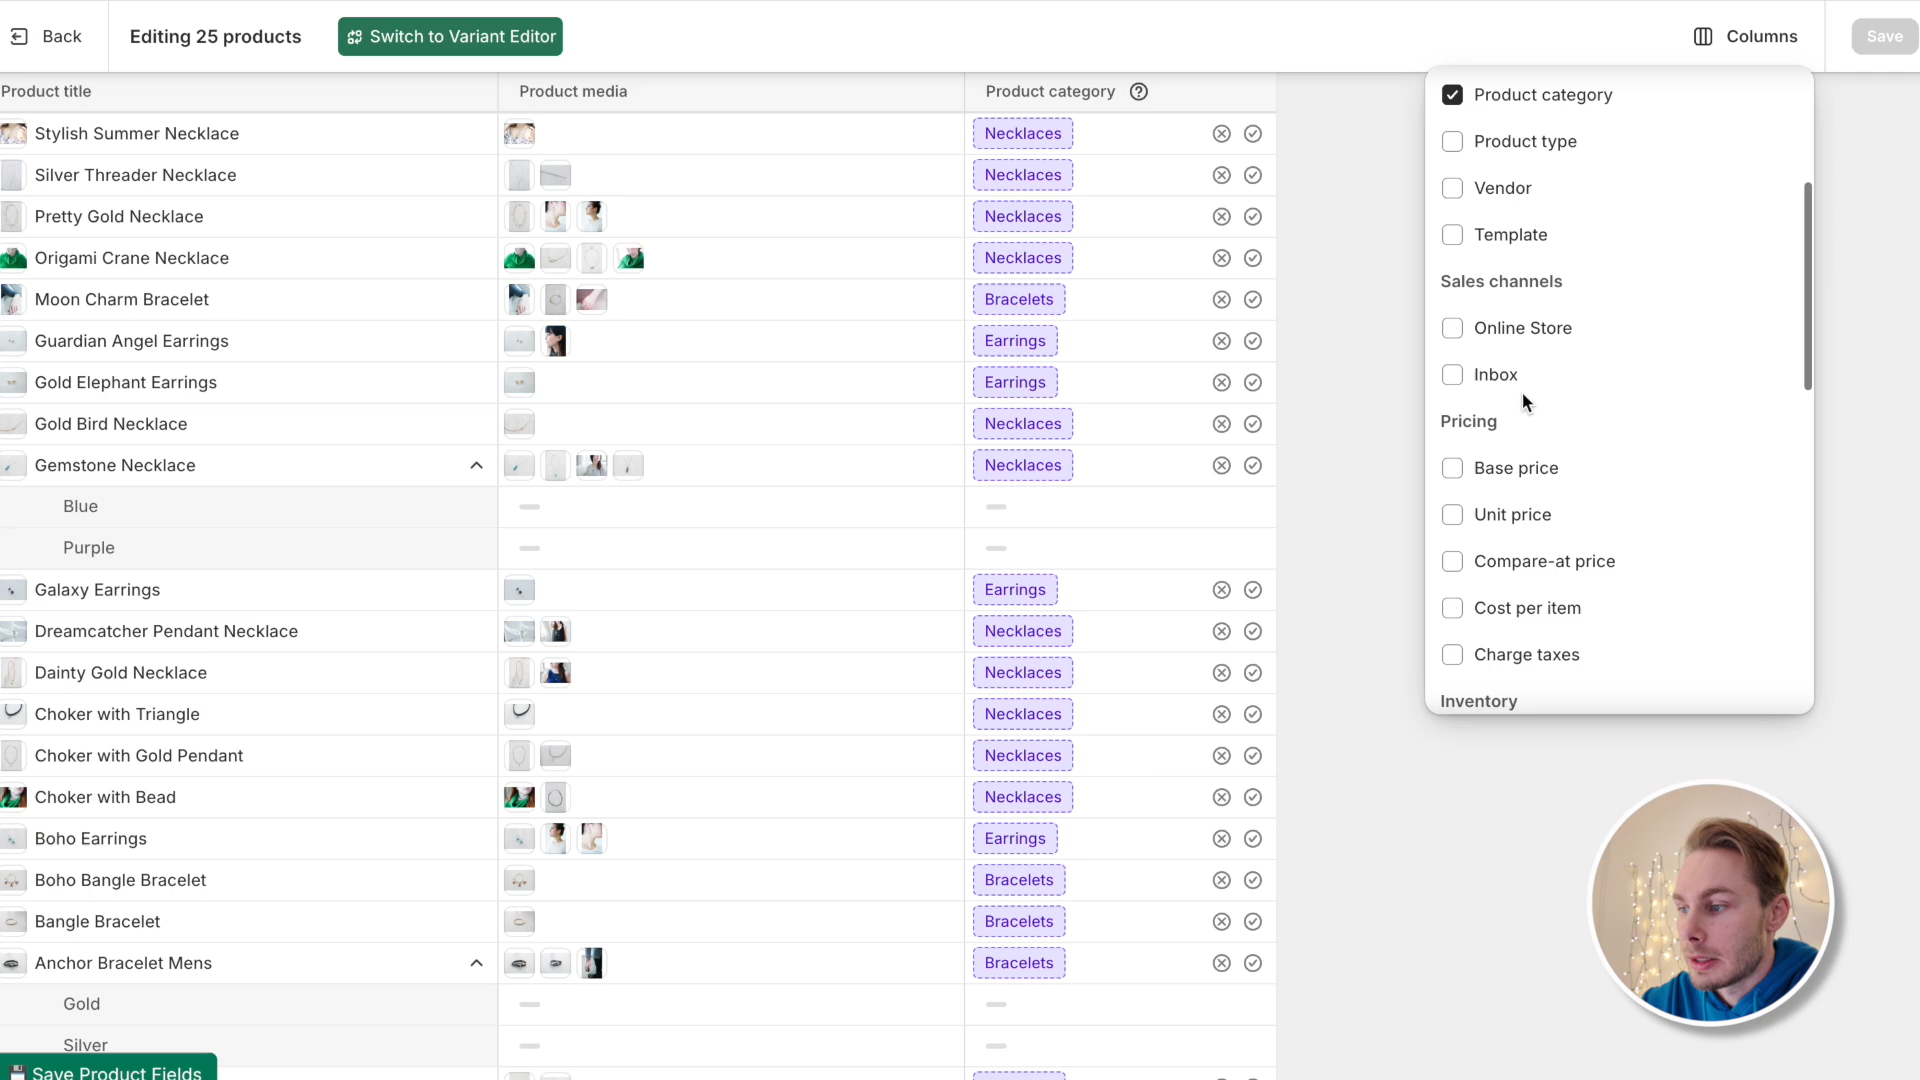 Back
Editing 25 products
Switch to Variant Editor
Columns
Save
Product title
Product media
Product category
Stylish Summer Necklace
Necklaces
Silver Threader Necklace
Necklaces
Pretty Gold Necklace
Necklaces
Origami Crane Necklace
Necklaces
Moon Charm Bracelet
Bracelets
Guardian Angel Earrings
Earrings
Gold Elephant Earrings
Earrings
Gold Bird Necklace
Necklaces
Gemstone Necklace
Necklaces
Blue
Purple
Galaxy Earrings
Earrings
Dreamcatcher Pendant Necklace
Necklaces
Dainty Gold Necklace
Necklaces
Choker with Triangle
Necklaces
Choker with Gold Pendant
Necklaces
Choker with Bead
Necklaces
Boho Earrings
Earrings
Boho Bangle Bracelet
Bracelets
Bangle Bracelet
Bracelets
Anchor Bracelet Mens
Bracelets
Gold
Silver
Save Product Fields
Product category
Product type
Vendor
Template
Sales channels
Online Store
Inbox
Pricing
Base price
Unit price
Compare-at price
Cost per item
Charge taxes
Inventory